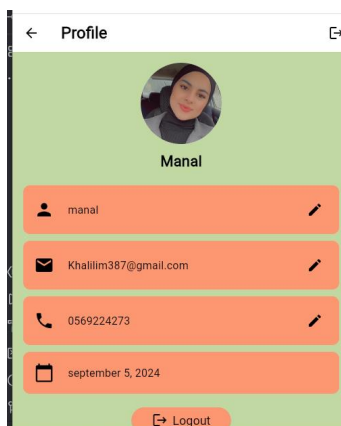 Profile
Manal
manal
Khalilim387@gmail.com
0569224273
september 5, 2024
Logout